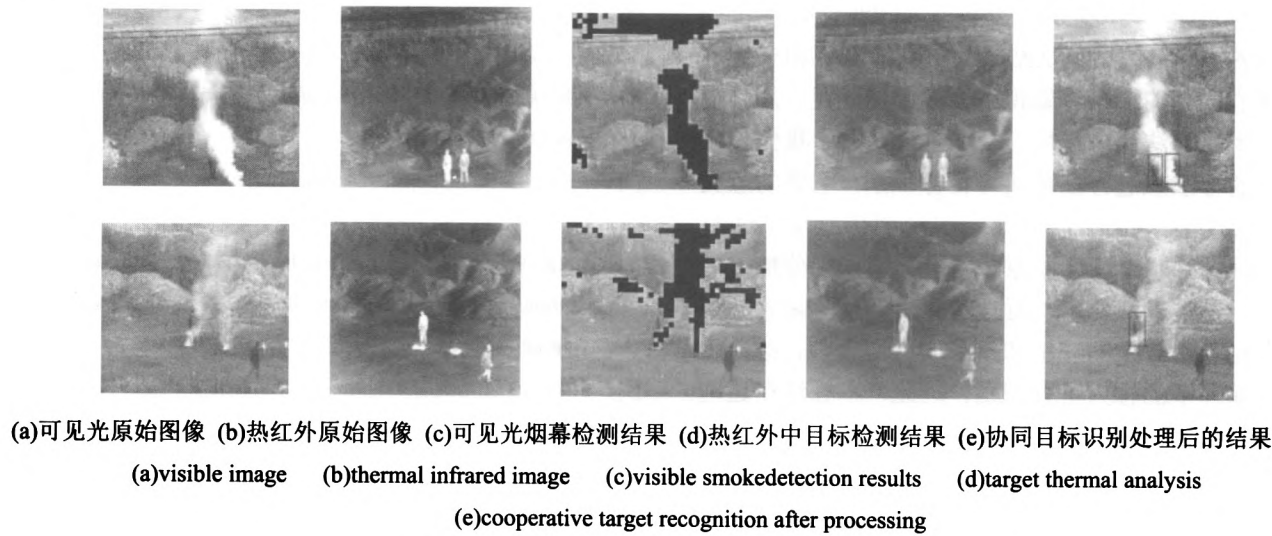 (a)可见光原始图像 (b)热红外原始图像 (c)可见光烟幕检测结果 (d)热红外中目标检测结果 (e)协同目标识别处理后的结果
(a)visible image (b)thermal infrared image (c)visible smokedetection results (d)target thermal analysis
(e)cooperative target recognition after processing